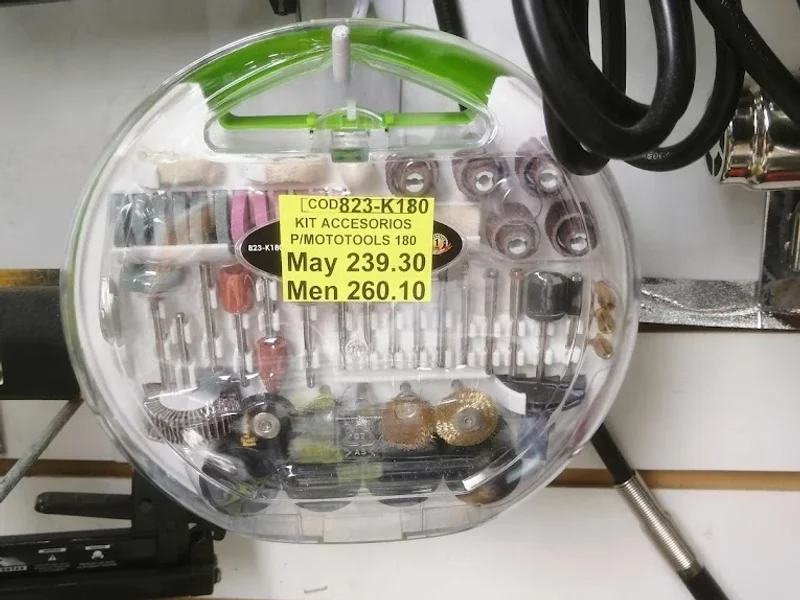 COD823-K180
KIT ACCESORIOS
P/MOTOTOOLS 180
May 239.30
Men 260.10
823-K180